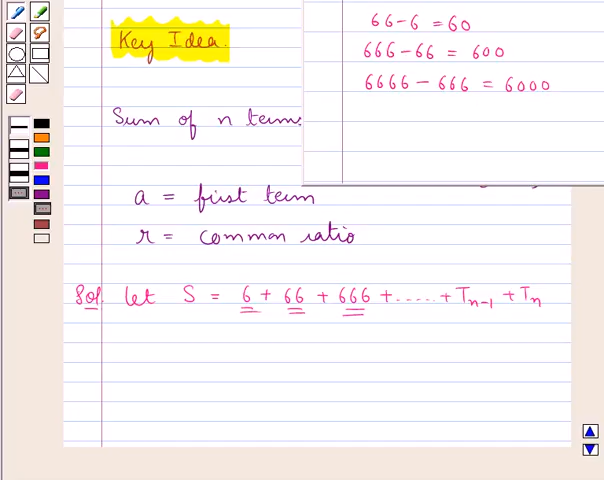 66-6 = 60
666-66 = 600
6666-666 = 6000
Key Idea.
Sum of n terms
a = first term
r = common ratio
Sol. Let S = 6 + 66 + 666 + ...... + Tn-1 + Tn